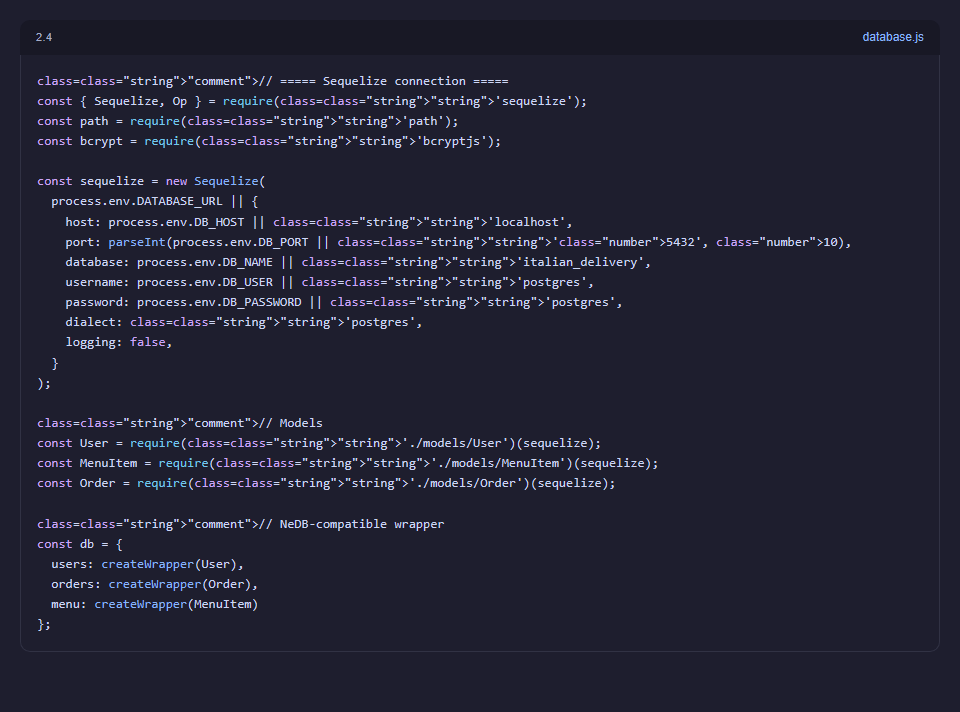 2.4
database.js
class=class="string">"comment">// ===== Sequelize connection =====
const { Sequelize, Op } = require(class=class="string">"string">'sequelize');
const path = require(class=class="string">"string">'path');
const bcrypt = require(class=class="string">"string">'bcryptjs');
const sequelize = new Sequelize(
  process.env.DATABASE_URL || {
    host: process.env.DB_HOST || class=class="string">"string">'localhost',
    port: parseInt(process.env.DB_PORT || class=class="string">"string">'class="number">5432', class="number">10),
    database: process.env.DB_NAME || class=class="string">"string">'italian_delivery',
    username: process.env.DB_USER || class=class="string">"string">'postgres',
    password: process.env.DB_PASSWORD || class=class="string">"string">'postgres',
    dialect: class=class="string">"string">'postgres',
    logging: false,
  }
);
class=class="string">"comment">// Models
const User = require(class=class="string">"string">'./models/User')(sequelize);
const MenuItem = require(class=class="string">"string">'./models/MenuItem')(sequelize);
const Order = require(class=class="string">"string">'./models/Order')(sequelize);
class=class="string">"comment">// NeDB-compatible wrapper
const db = {
  users: createWrapper(User),
  orders: createWrapper(Order),
  menu: createWrapper(MenuItem)
};